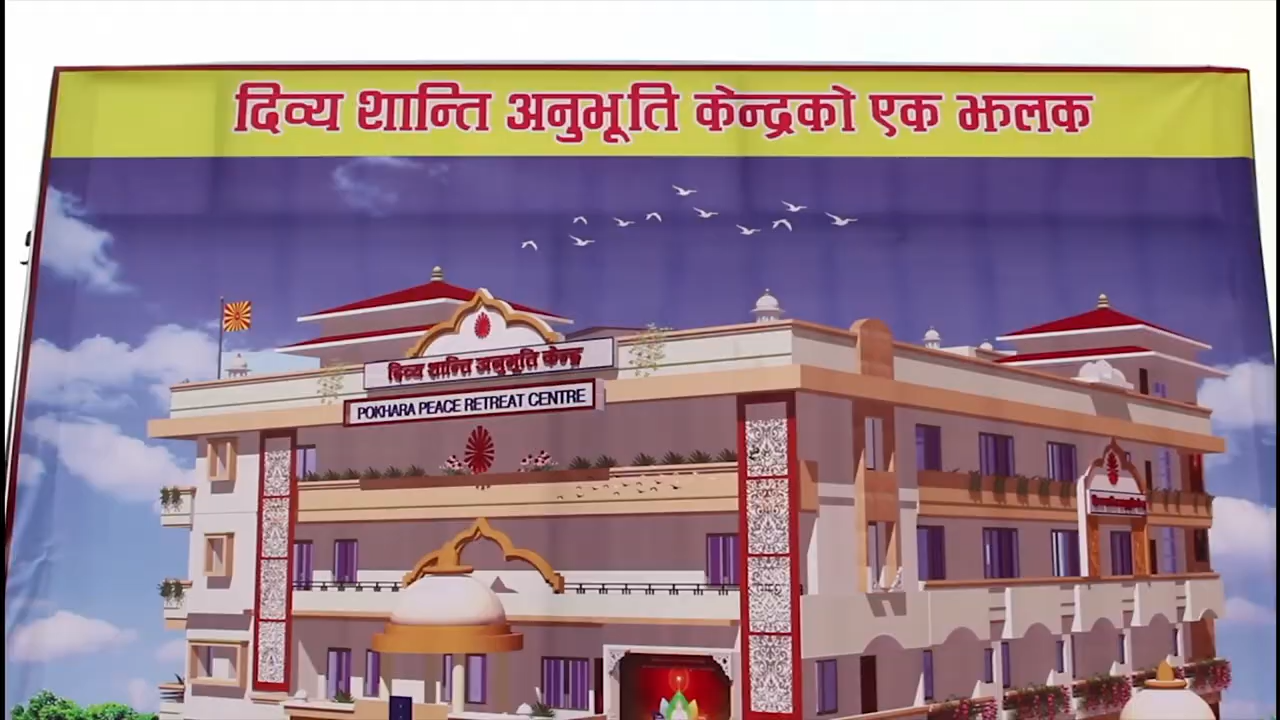 दिव्य शान्ति अनुभूति केन्द्रको एक झलक
दिव्य शान्ति अनुभुति केन्द्र
POKHARA PEACE RETREAT CENTRE